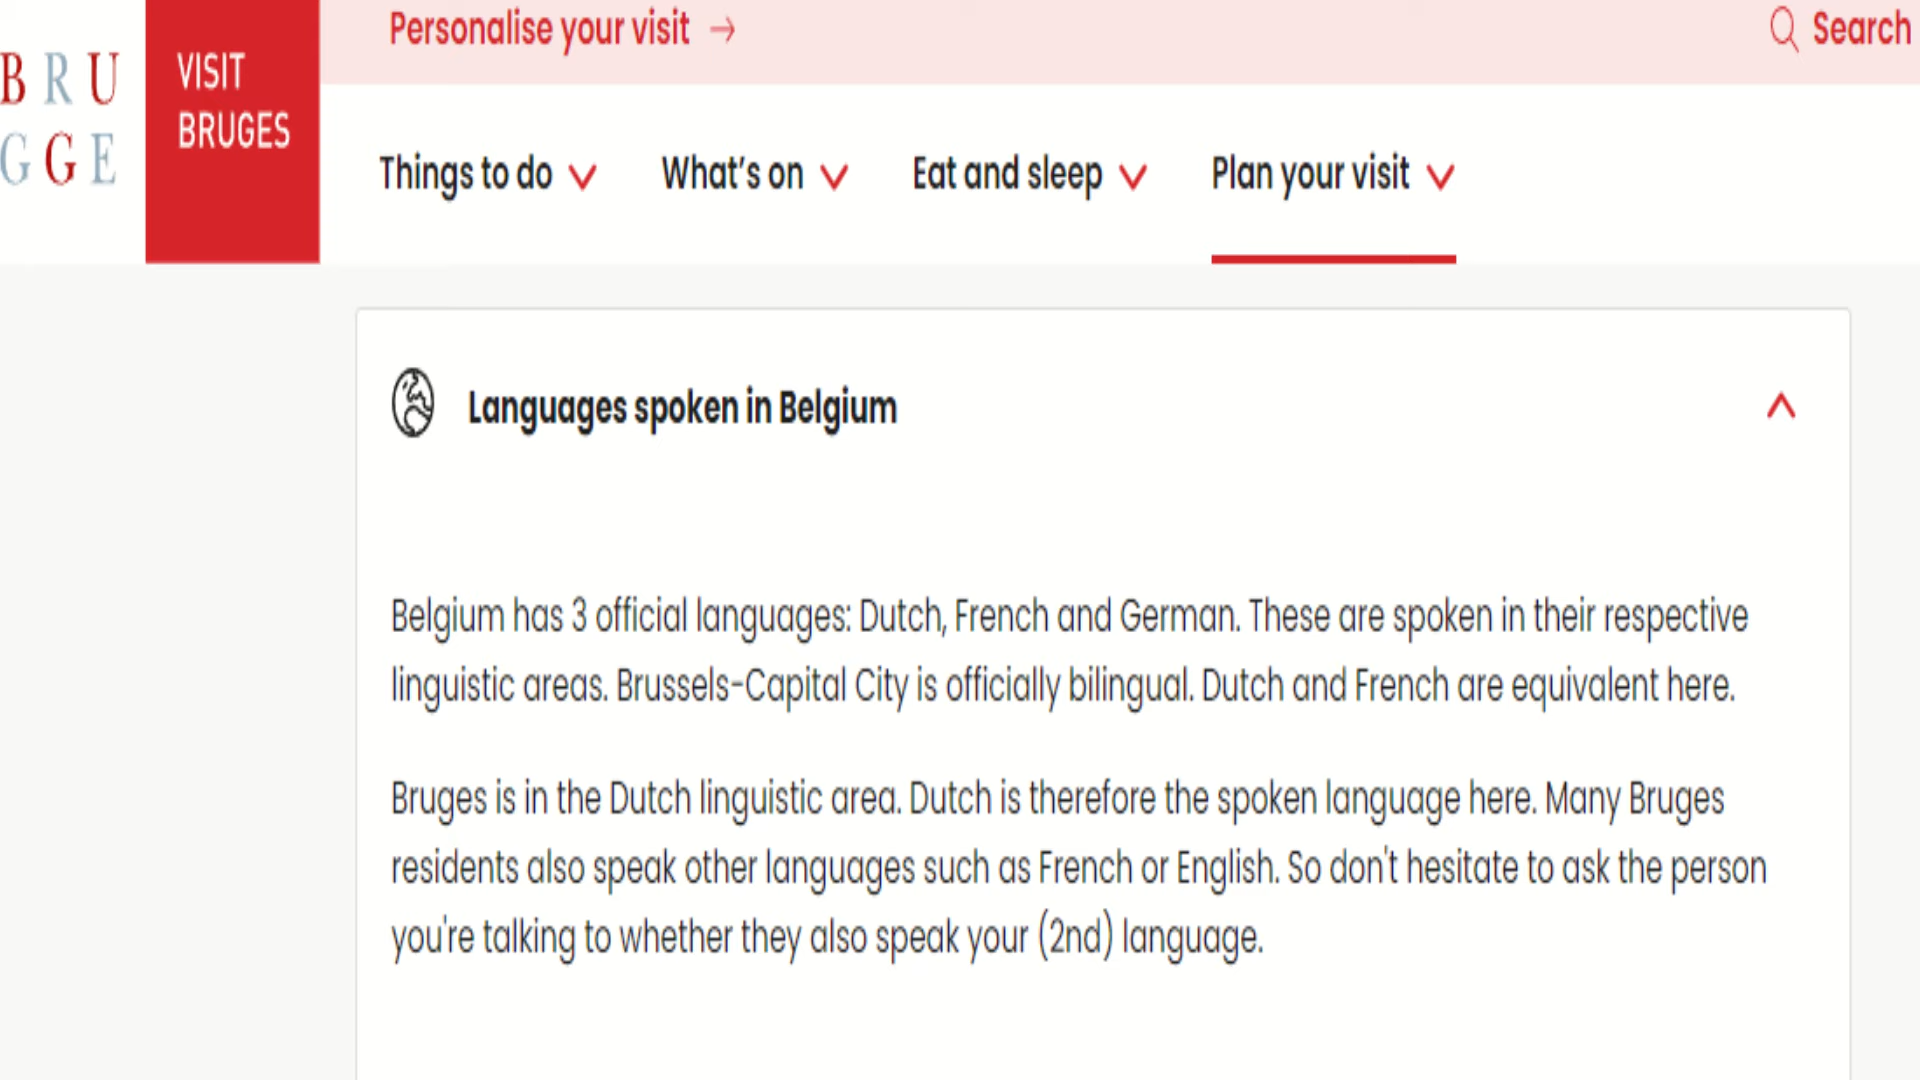 Personalise your visit →
Search
BRU
GGE
VISIT
BRUGES
Things to do
What's on
Eat and sleep
Plan your visit
Languages spoken in Belgium
Belgium has 3 official languages: Dutch, French and German. These are spoken in their respective
linguistic areas. Brussels-Capital City is officially bilingual. Dutch and French are equivalent here.
Bruges is in the Dutch linguistic area. Dutch is therefore the spoken language here. Many Bruges
residents also speak other languages such as French or English. So don't hesitate to ask the person
you're talking to whether they also speak your (2nd) language.